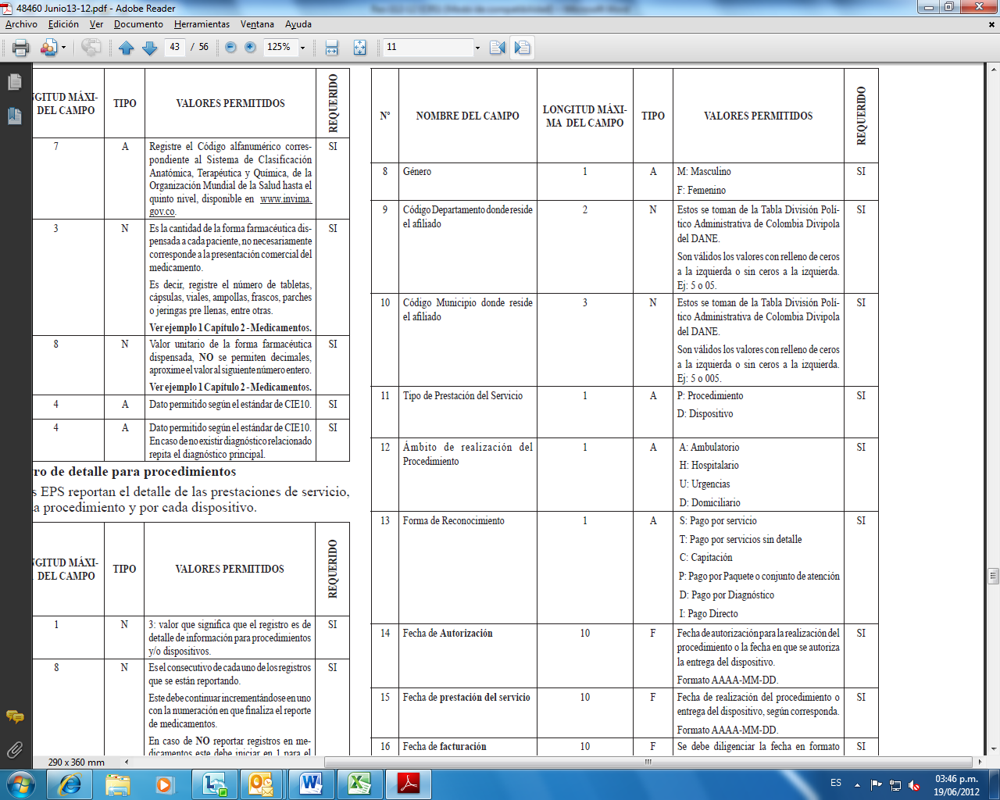 48460 Junio13-12.pdf - Adobe Reader
Archivo Edición Ver Documento Herramientas Ventana Ayuda
43 / 56 125% 11
NGITUD MÁXI-
DEL CAMPO
TIPO
VALORES PERMITIDOS
REQUERIDO
7 A Registre el Código alfanumérico corres- SI
pondiente al Sistema de Clasificación
Anatómica, Terapéutica y Química, de la
Organización Mundial de la Salud hasta el
quinto nivel, disponible en www.invima.
gov.co.
3 N Es la cantidad de la forma farmacéutica dis- SI
pensada a cada paciente, no necesariamente
corresponde a la presentación comercial del
medicamento.
Es decir, registre el número de tabletas,
cápsulas, viales, ampollas, frascos, parches
o jeringas pre llenas, entre otras.
Ver ejemplo 1 Capítulo 2 - Medicamentos.
8 N Valor unitario de la forma farmacéutica SI
dispensada, NO se permiten decimales,
aproxime el valor al siguiente número entero.
Ver ejemplo 1 Capítulo 2 - Medicamentos.
4 A Dato permitido según el estándar de CIE10. SI
4 A Dato permitido según el estándar de CIE10. SI
En caso de no existir diagnóstico relacionado
repita el diagnóstico principal.
ro de detalle para procedimientos
s EPS reportan el detalle de las prestaciones de servicio,
a procedimiento y por cada dispositivo.
NGITUD MÁXI-
DEL CAMPO
TIPO
VALORES PERMITIDOS
REQUERIDO
1 N 3: valor que significa que el registro es de SI
detalle de información para procedimientos
y/o dispositivos.
8 N Es el consecutivo de cada uno de los registros SI
que se están reportando.
Este debe continuar incrementándose en uno
con la numeración en que finaliza el reporte
de medicamentos.
En caso de NO reportar registros en me-
dicamentos este debe iniciar en 1 para el
Nº
NOMBRE DEL CAMPO
LONGITUD MÁXI-
MA DEL CAMPO
TIPO
VALORES PERMITIDOS
REQUERIDO
8 Género 1 A M: Masculino SI
F: Femenino
9 Código Departamento donde reside 2 N Estos se toman de la Tabla División Polí- SI
el afiliado tico Administrativa de Colombia Divipola
del DANE.
Son válidos los valores con relleno de ceros
a la izquierda o sin ceros a la izquierda.
Ej: 5 o 05.
10 Código Municipio donde reside 3 N Estos se toman de la Tabla División Polí- SI
el afiliado tico Administrativa de Colombia Divipola
del DANE.
Son válidos los valores con relleno de ceros
a la izquierda o sin ceros a la izquierda.
Ej: 5 o 005.
11 Tipo de Prestación del Servicio 1 A P: Procedimiento SI
D: Dispositivo
12 Ámbito de realización del 1 A A: Ambulatorio SI
Procedimiento H: Hospitalario
U: Urgencias
D: Domiciliario
13 Forma de Reconocimiento 1 A S: Pago por servicio SI
T: Pago por servicios sin detalle
C: Capitación
P: Pago por Paquete o conjunto de atención
D: Pago por Diagnóstico
I: Pago Directo
14 Fecha de Autorización 10 F Fecha de autorización para la realización del SI
procedimiento o la fecha en que se autoriza
la entrega del dispositivo.
Formato AAAA-MM-DD.
15 Fecha de prestación del servicio 10 F Fecha de realización del procedimiento o SI
entrega del dispositivo, según corresponda.
Formato AAAA-MM-DD.
16 Fecha de facturación 10 F Se debe diligenciar la fecha en formato SI
290 x 360 mm
ES
03:46 p.m.
19/06/2012